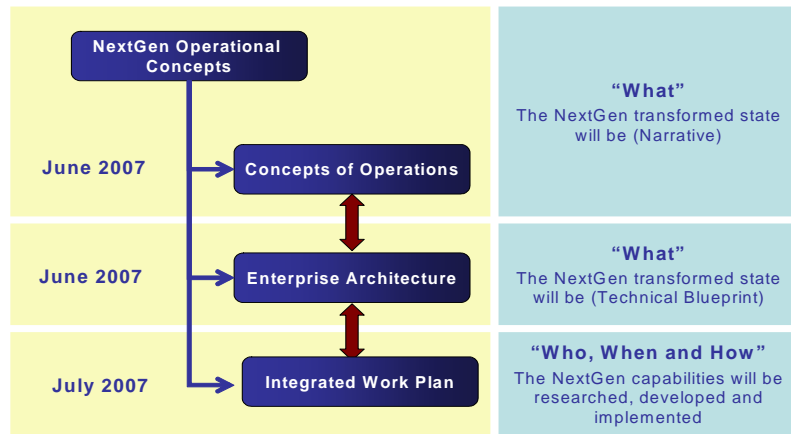 NextGen Operational
Concepts
“What”
The NextGen transformed state
will be (Narrative)
June 2007
Concepts of Operations
“What”
The NextGen transformed state
will be (Technical Blueprint)
June 2007
Enterprise Architecture
“Who, When and How”
The NextGen capabilities will be
researched, developed and
implemented
July 2007
Integrated Work Plan